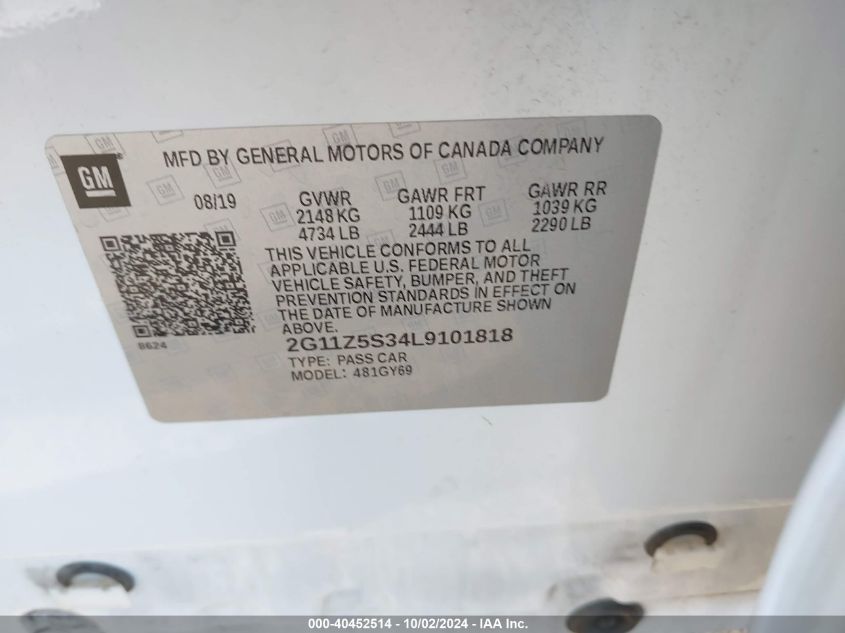 MFD BY GENERAL MOTORS OF CANADA COMPANY
GM
08/19 GVWR GAWR FRT GAWR RR
2148 KG 1109 KG 1039 KG
4734 LB 2444 LB 2290 LB
THIS VEHICLE CONFORMS TO ALL
APPLICABLE U.S. FEDERAL MOTOR
VEHICLE SAFETY, BUMPER, AND THEFT
PREVENTION STANDARDS IN EFFECT ON
THE DATE OF MANUFACTURE SHOWN
ABOVE.
8624
2G11Z5S34L9101818
TYPE: PASS CAR
MODEL: 481GY69
000-40452514 - 10/02/2024 - IAA Inc.